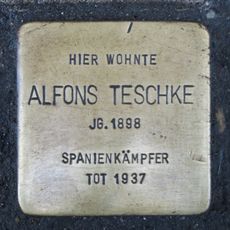 HIER WOHNTE
ALFONS TESCHKE
JG. 1898
SPANIENKÄMPFER
TOT 1937